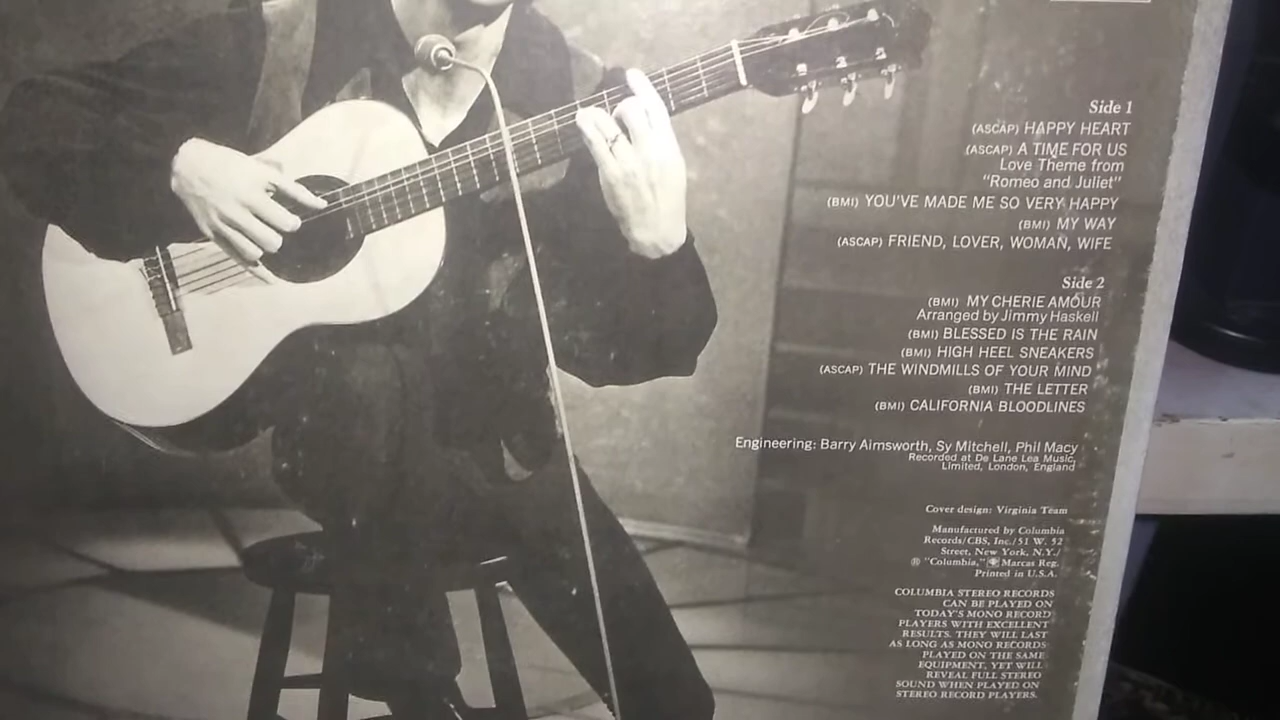 Side 1
(ASCAP) HAPPY HEART
(ASCAP) A TIME FOR US
Love Theme from
"Romeo and Juliet"
(BMI) YOU'VE MADE ME SO VERY HAPPY
(BMI) MY WAY
(ASCAP) FRIEND, LOVER, WOMAN, WIFE
Side 2
(BMI) MY CHERIE AMOUR
Arranged by Jimmy Haskell
(BMI) BLESSED IS THE RAIN
(BMI) HIGH HEEL SNEAKERS
(ASCAP) THE WINDMILLS OF YOUR MIND
(BMI) THE LETTER
(BMI) CALIFORNIA BLOODLINES
Engineering: Barry Aimsworth, Sy Mitchell, Phil Macy
Recorded at De Lane Lea Music,
Limited, London, England
Cover design: Virginia Team
Manufactured by Columbia
Records/CBS, Inc./51 W. 52
Street, New York, N.Y./
® "Columbia," Marcas Reg.
Printed in U.S.A.
COLUMBIA STEREO RECORDS
CAN BE PLAYED ON
TODAY'S MONO RECORD
PLAYERS WITH EXCELLENT
RESULTS. THEY WILL LAST
AS LONG AS MONO RECORDS
PLAYED ON THE SAME
EQUIPMENT, YET WILL
REVEAL FULL STEREO
SOUND WHEN PLAYED ON
STEREO RECORD PLAYERS.